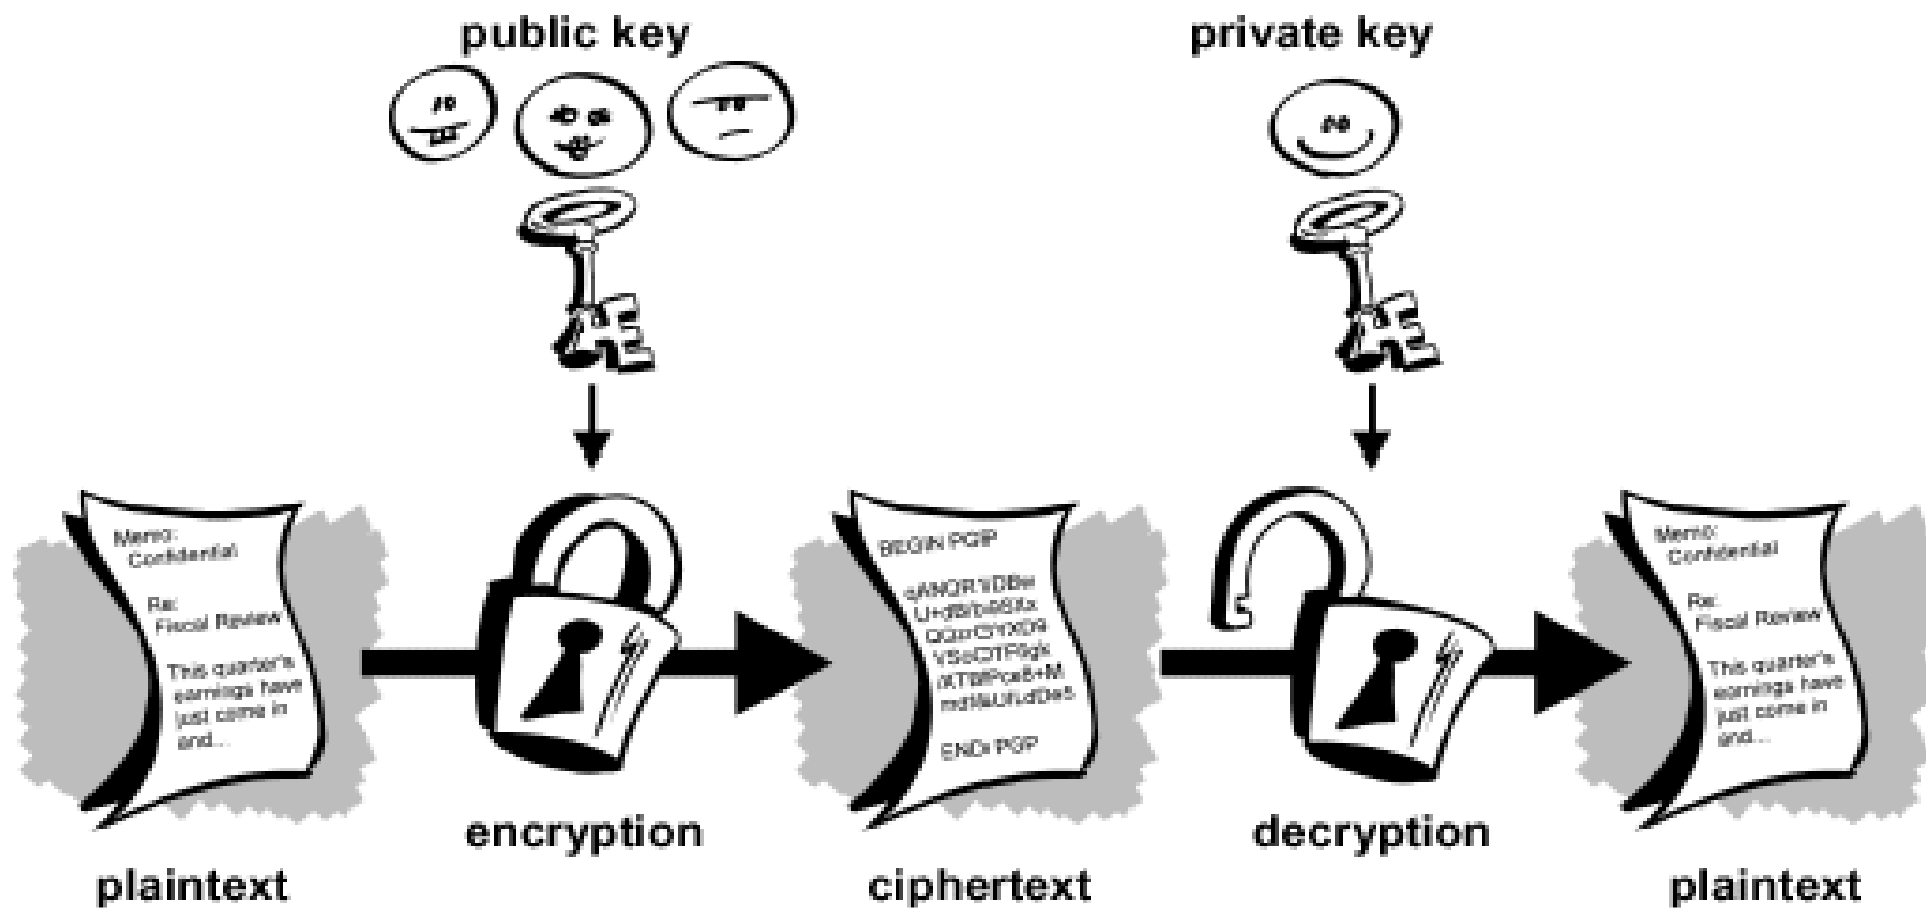 public key
private key
Memo:
Confidential
Re:
Fiscal Review
This quarter's
earnings have
just come in
and...
BEGIN PGP
END PGP
Memo:
Confidential
Re:
Fiscal Review
This quarter's
earnings have
just come in
and...
encryption
decryption
plaintext
ciphertext
plaintext